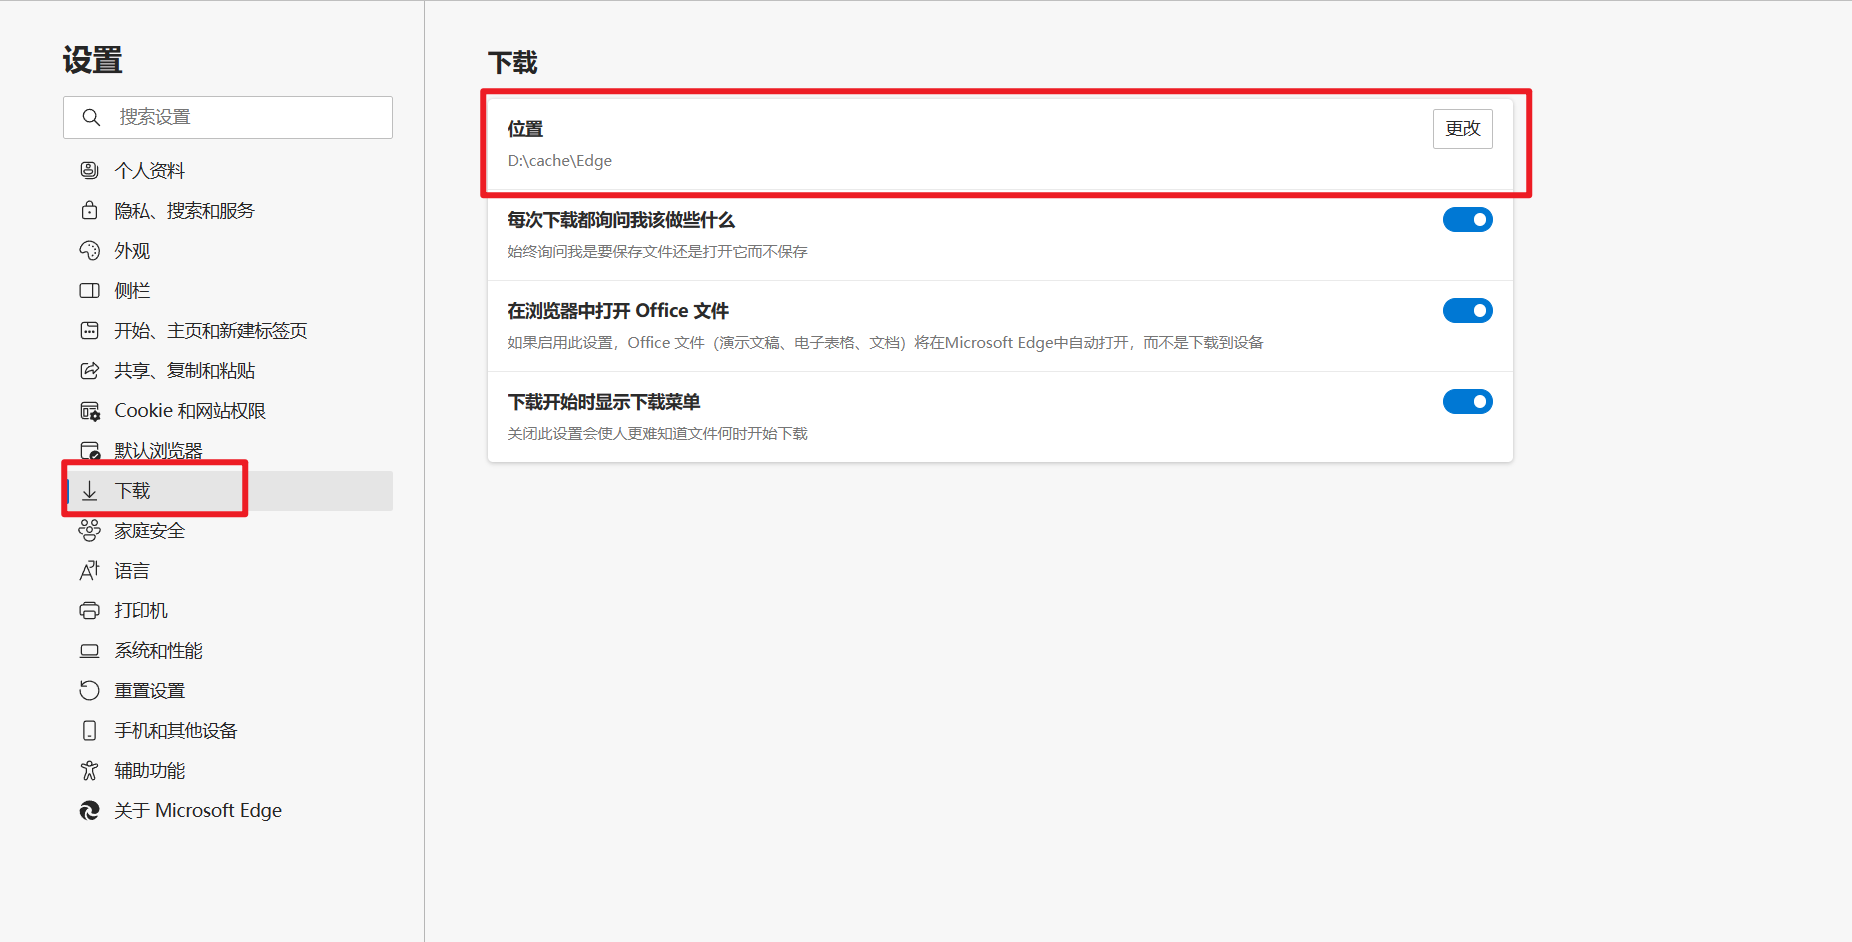 设置
搜索设置
个人资料
隐私、搜索和服务
外观
侧栏
开始、主页和新建标签页
共享、复制和粘贴
Cookie 和网站权限
默认浏览器
下载
家庭安全
语言
打印机
系统和性能
重置设置
手机和其他设备
辅助功能
关于 Microsoft Edge
下载
位置
更改
D:\cache\Edge
每次下载都询问我该做些什么
始终询问我是要保存文件还是打开它而不保存
在浏览器中打开 Office 文件
如果启用此设置，Office 文件（演示文稿、电子表格、文档）将在Microsoft Edge中自动打开，而不是下载到设备
下载开始时显示下载菜单
关闭此设置会使人更难知道文件何时开始下载